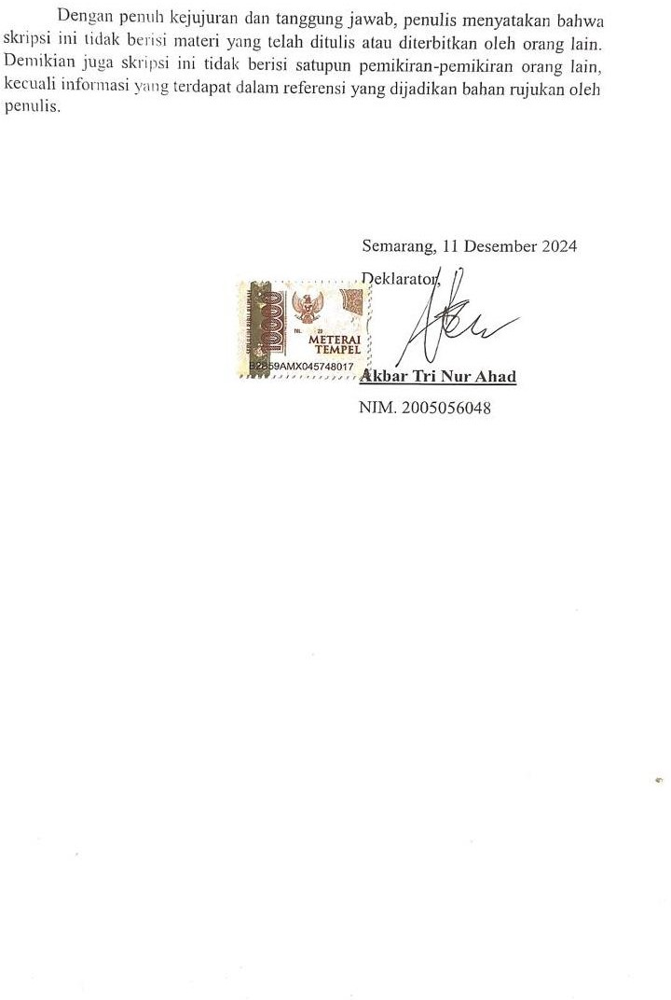 Dengan penuh kejujuran dan tanggung jawab, penulis menyatakan bahwa
skripsi ini tidak berisi materi yang telah ditulis atau diterbitkan oleh orang lain.
Demikian juga skripsi ini tidak berisi satupun pemikiran-pemikiran orang lain,
kecuali informasi yang terdapat dalam referensi yang dijadikan bahan rujukan oleh
penulis.
Semarang, 11 Desember 2024
Deklarator,
10000
TGL. 20
METERAI
TEMPEL
B2859AMX045748017
Akbar Tri Nur Ahad
NIM. 2005056048